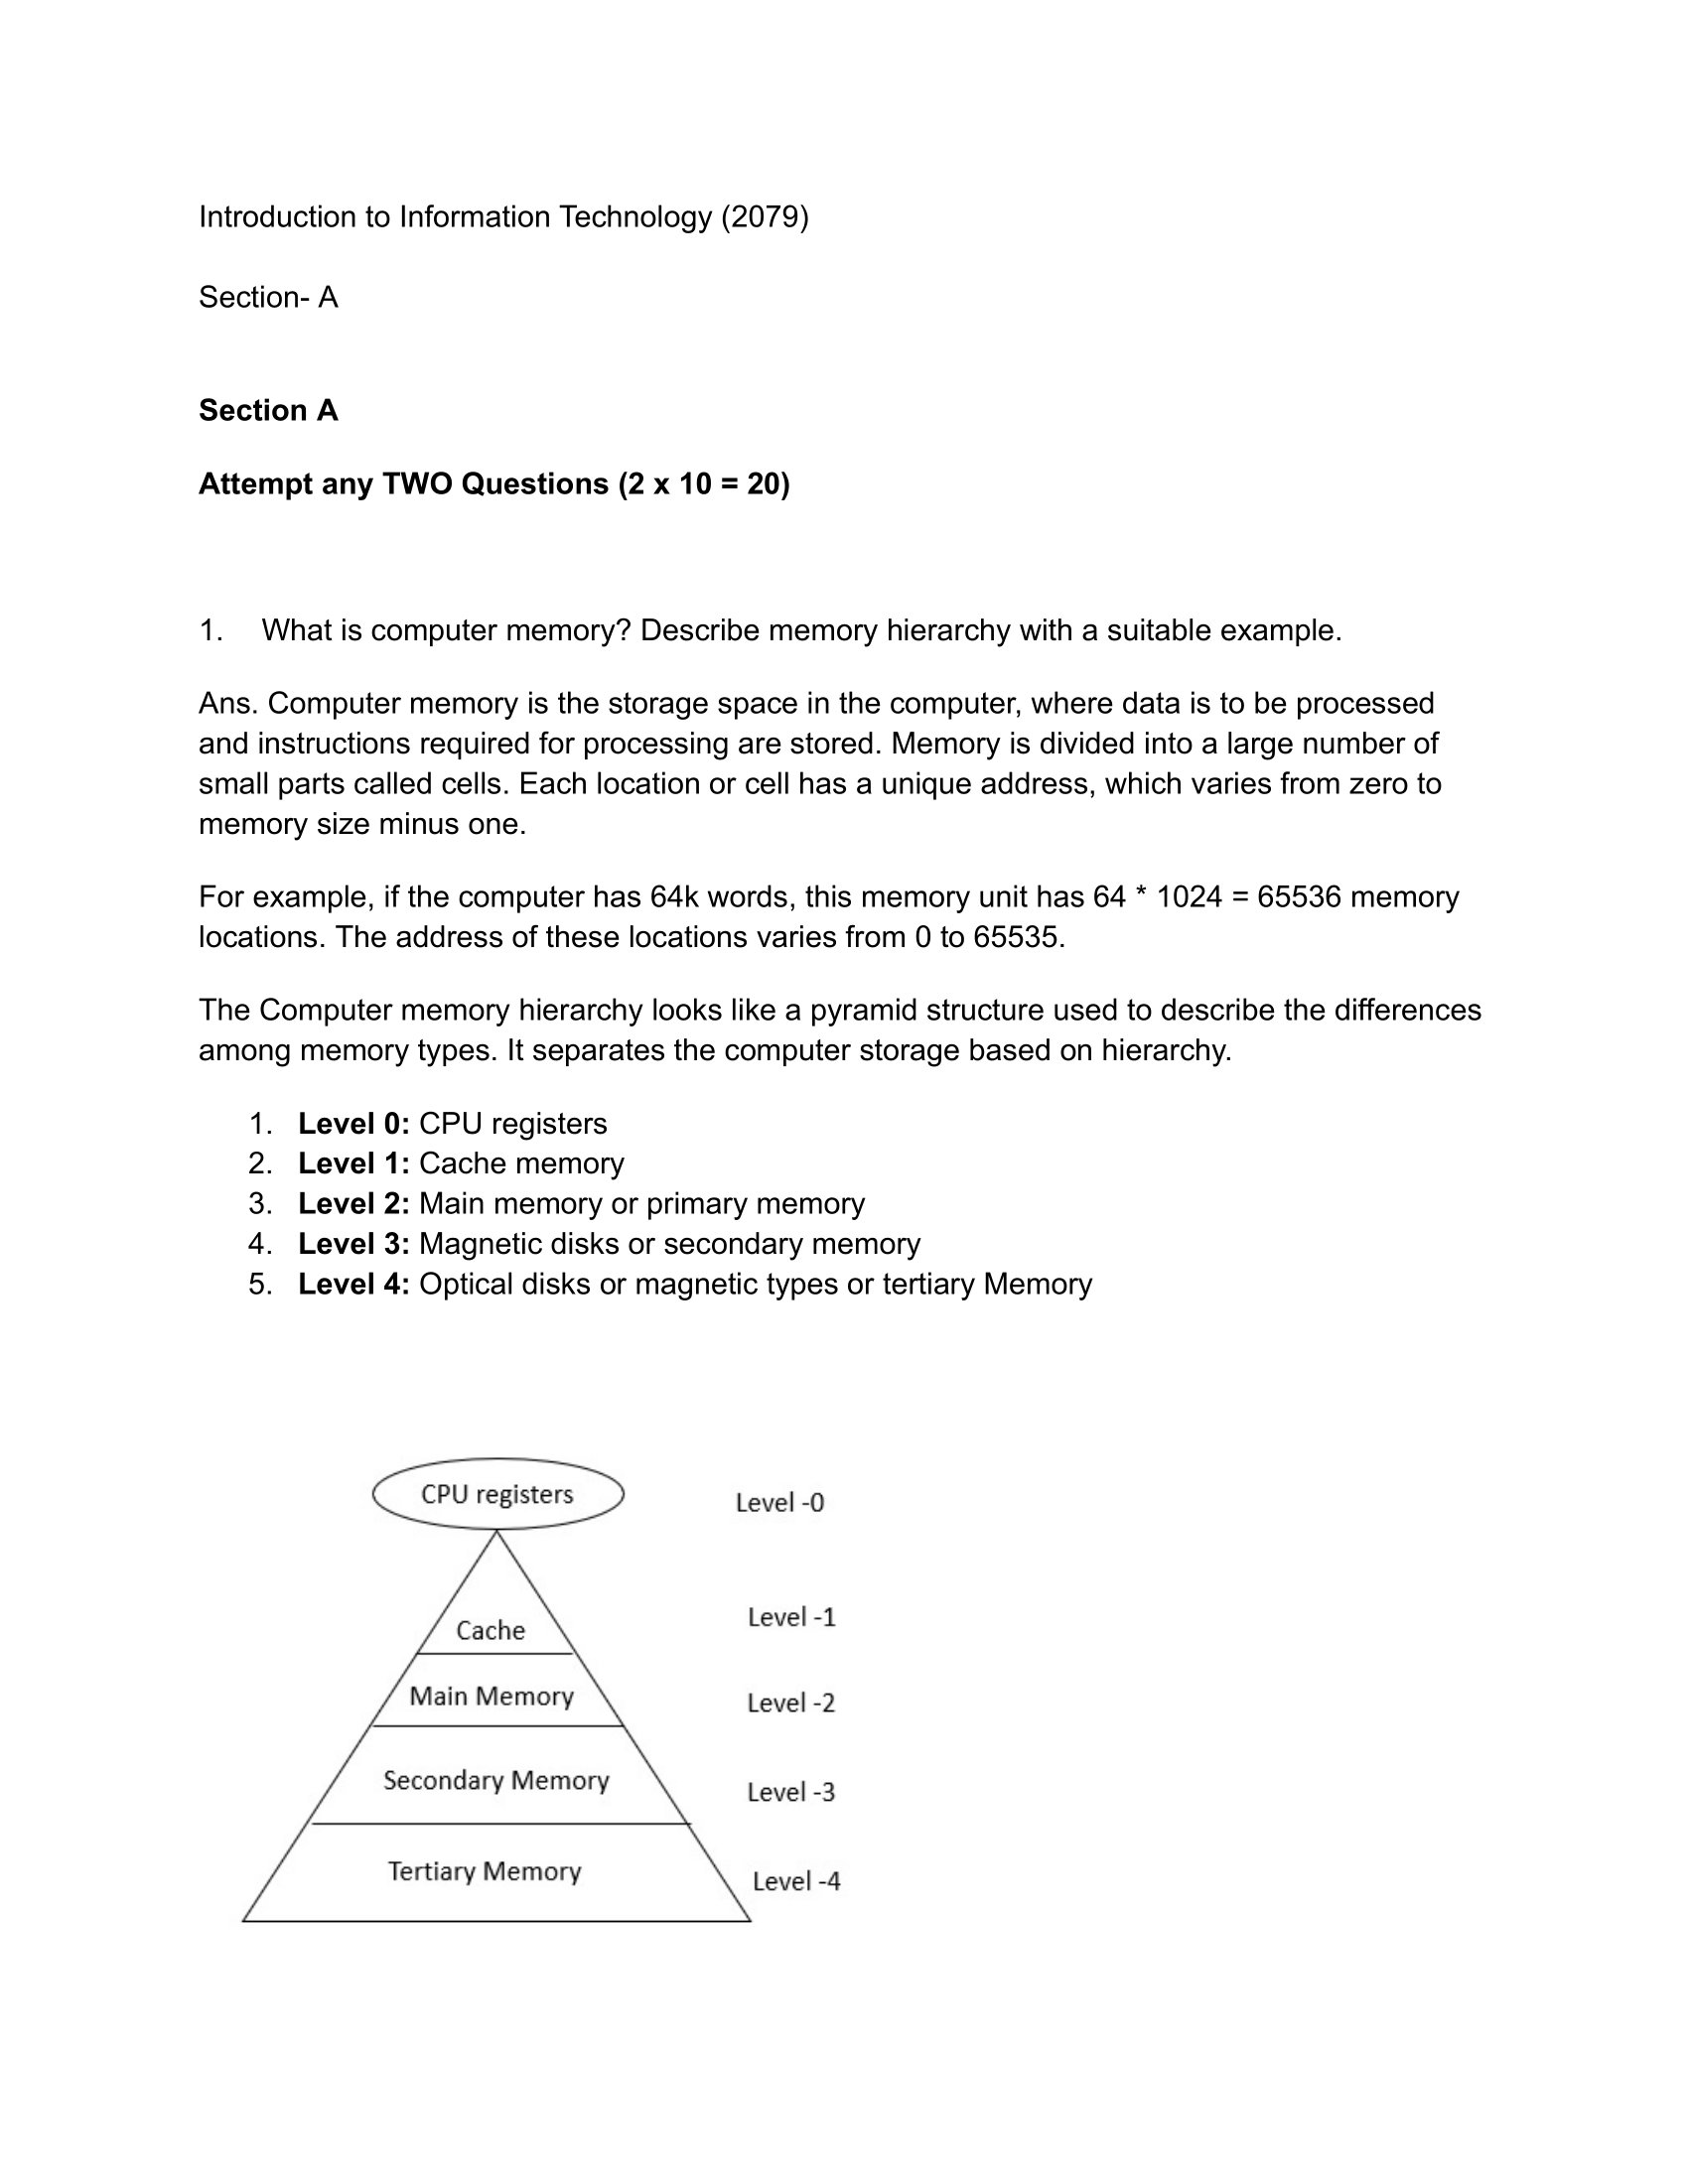 Introduction to Information Technology (2079)
Section- A
Section A
Attempt any TWO Questions (2 x 10 = 20)
1. What is computer memory? Describe memory hierarchy with a suitable example.
Ans. Computer memory is the storage space in the computer, where data is to be processed
and instructions required for processing are stored. Memory is divided into a large number of
small parts called cells. Each location or cell has a unique address, which varies from zero to
memory size minus one.
For example, if the computer has 64k words, this memory unit has 64 * 1024 = 65536 memory
locations. The address of these locations varies from 0 to 65535.
The Computer memory hierarchy looks like a pyramid structure used to describe the differences
among memory types. It separates the computer storage based on hierarchy.
1. Level 0: CPU registers
2. Level 1: Cache memory
3. Level 2: Main memory or primary memory
4. Level 3: Magnetic disks or secondary memory
5. Level 4: Optical disks or magnetic types or tertiary Memory
CPU registers Level -0
Cache Level -1
Main Memory Level -2
Secondary Memory Level -3
Tertiary Memory Level -4